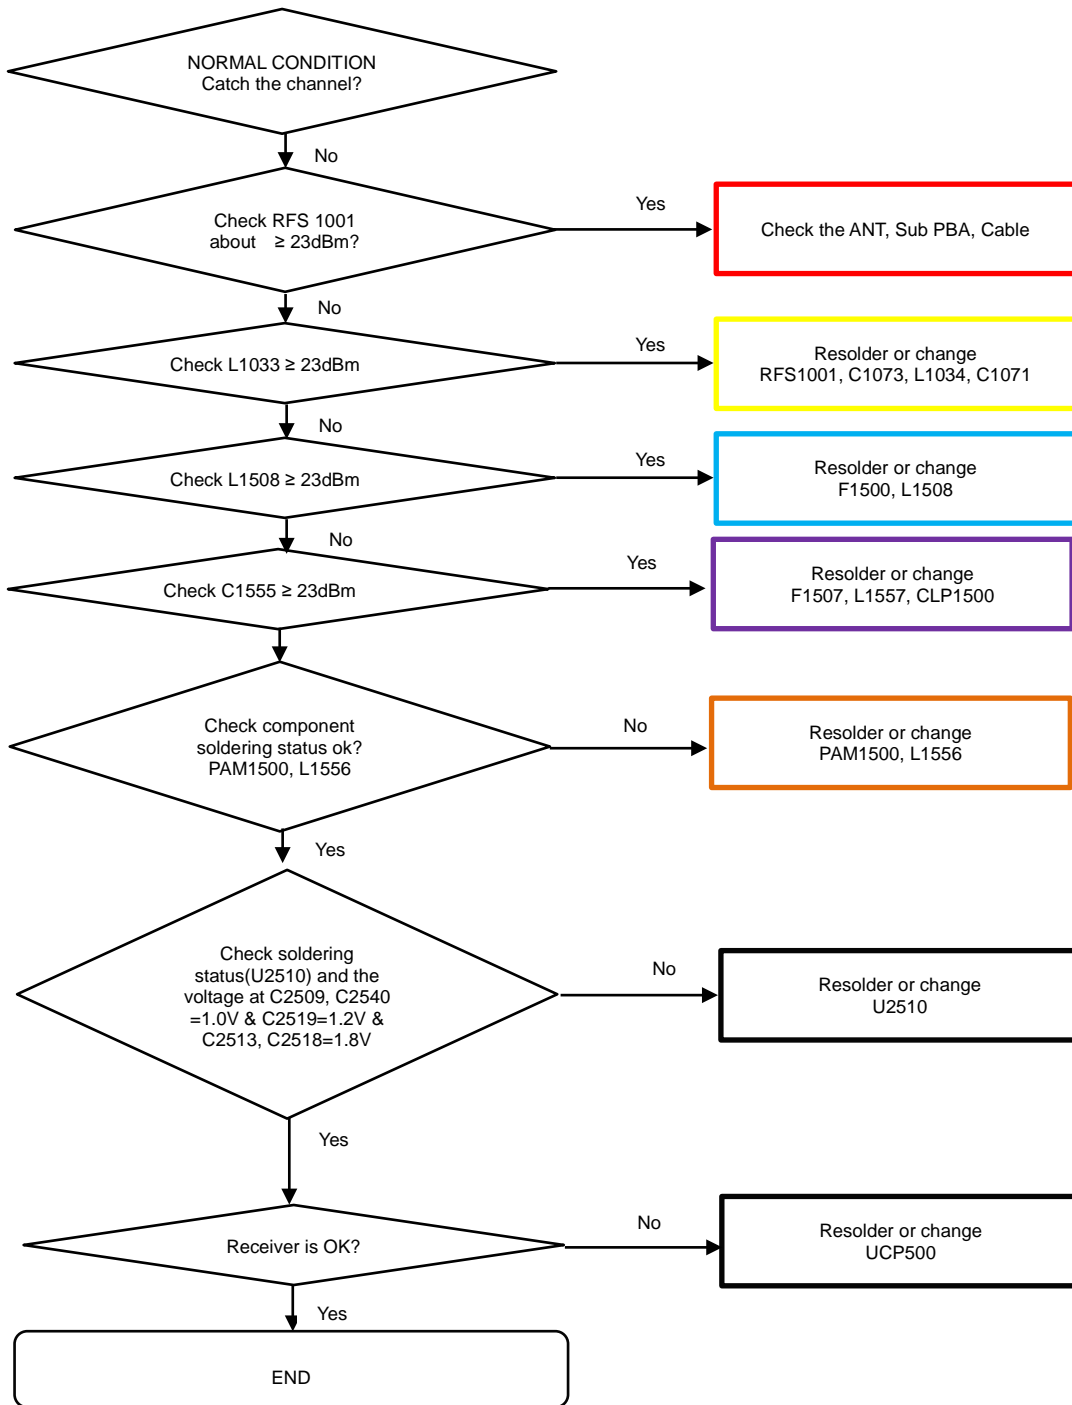 NORMAL CONDITION
Catch the channel?
No
Check RFS 1001
about ≥ 23dBm?
Yes
Check the ANT, Sub PBA, Cable
No
Check L1033 ≥ 23dBm
Yes
Resolder or change
RFS1001, C1073, L1034, C1071
No
Check L1508 ≥ 23dBm
Yes
Resolder or change
F1500, L1508
No
Check C1555 ≥ 23dBm
Yes
Resolder or change
F1507, L1557, CLP1500
Check component
soldering status ok?
PAM1500, L1556
No
Resolder or change
PAM1500, L1556
Yes
Check soldering
status(U2510) and the
voltage at C2509, C2540
=1.0V & C2519=1.2V &
C2513, C2518=1.8V
No
Resolder or change
U2510
Yes
Receiver is OK?
No
Resolder or change
UCP500
Yes
END